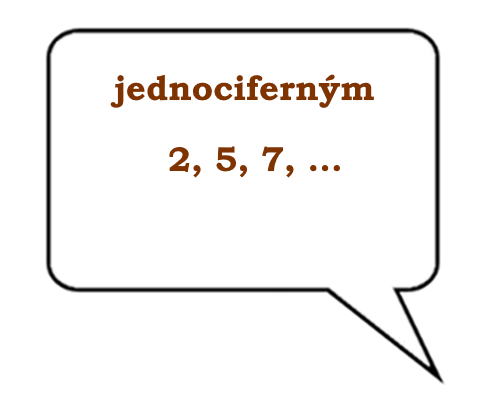 jednociferným
2, 5, 7, ...